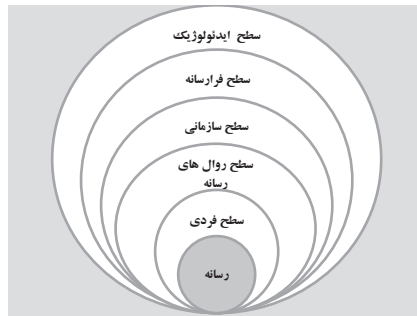 سطح ایدئولوژیک
سطح فرارسانه
سطح سازمانی
سطح روال های
رسانه
سطح فردی
رسانه